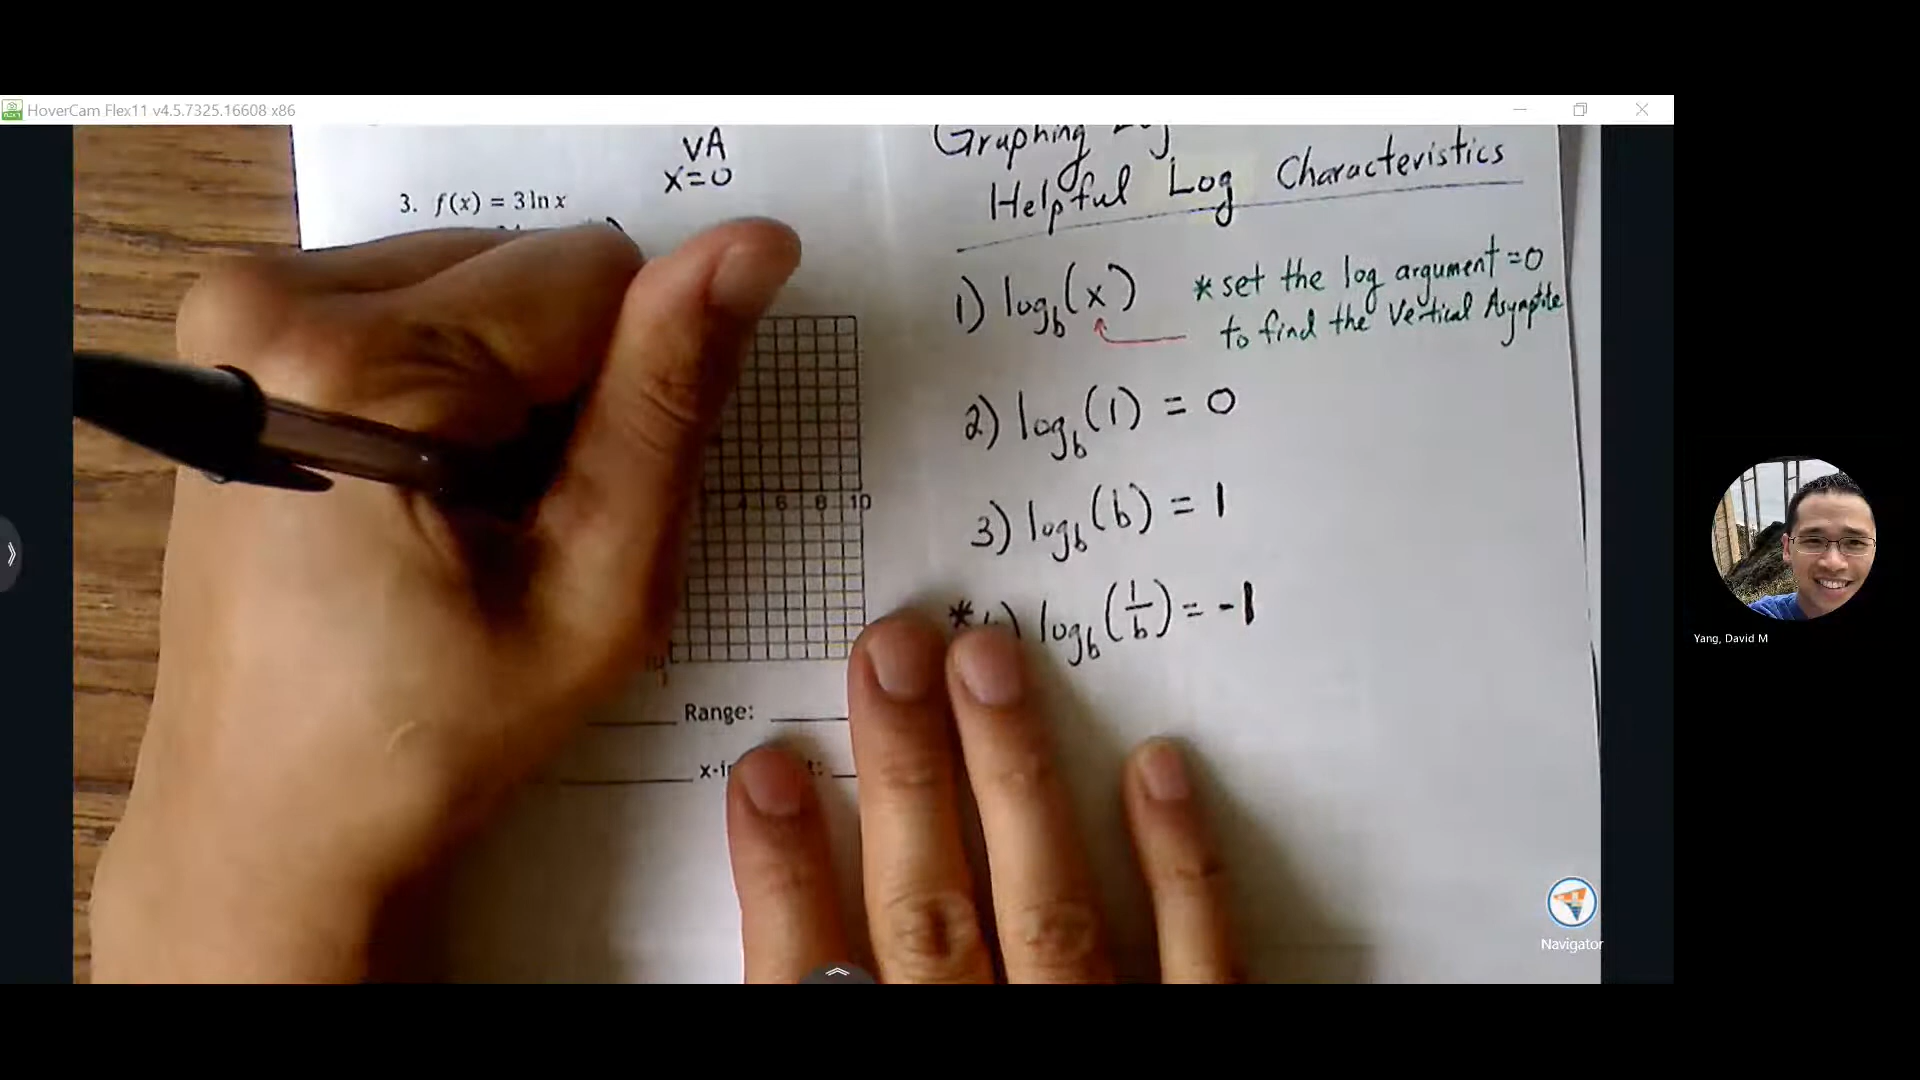 HoverCam Flex11 v4.5.7325.16608 x86
VA
x=0
3. f(x) = 3 ln x
4 6 8 10
Range:
Graphing
Helpful Log Characteristics
1) log_b(x) * set the log argument = 0
to find the Vertical Asymptote
2) log_b(1) = 0
3) log_b(b) = 1
* log_b(1/b) = -1
Navigator
Yang, David M